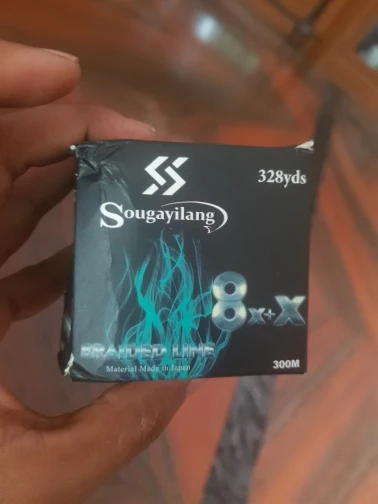 328yds
Sougayilang
8X+X
BRAIDED LINE
Material Made in Japan
300M